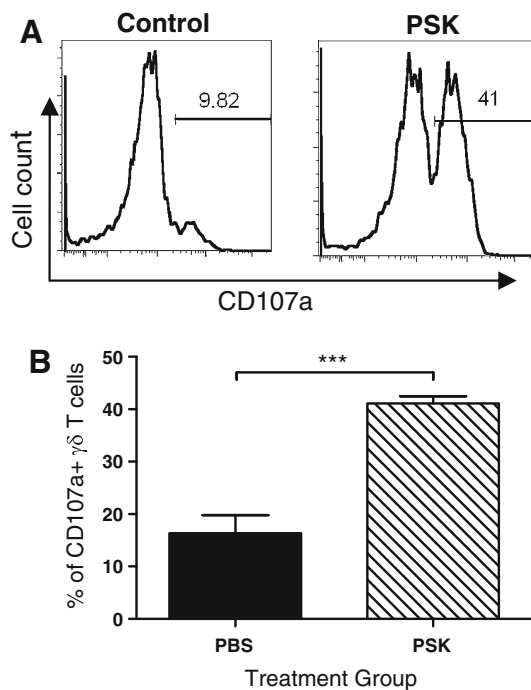 A
Control
PSK
9.82
41
Cell count
CD107a
B
***
% of CD107a+ γδ T cells
50
40
30
20
10
0
PBS
PSK
Treatment Group